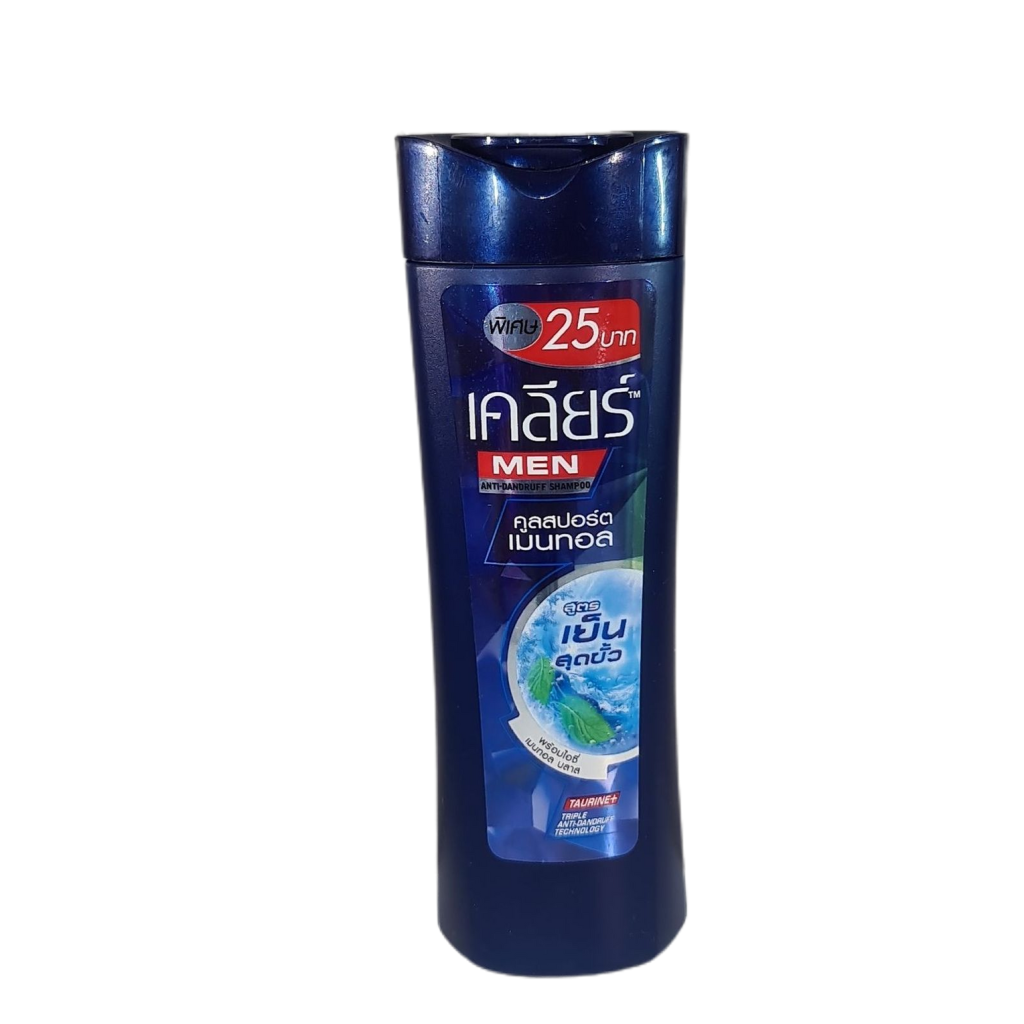 พิเศษ 25 บาท
เคลียร์™
MEN
ANTI-DANDRUFF SHAMPOO
คูลสปอร์ต
เมนทอล
สูตร
เย็น
สุดขั้ว
พร้อมไอซี่
เมนทอล บลาส
TAURINE+
TRIPLE
ANTI-DANDRUFF
TECHNOLOGY